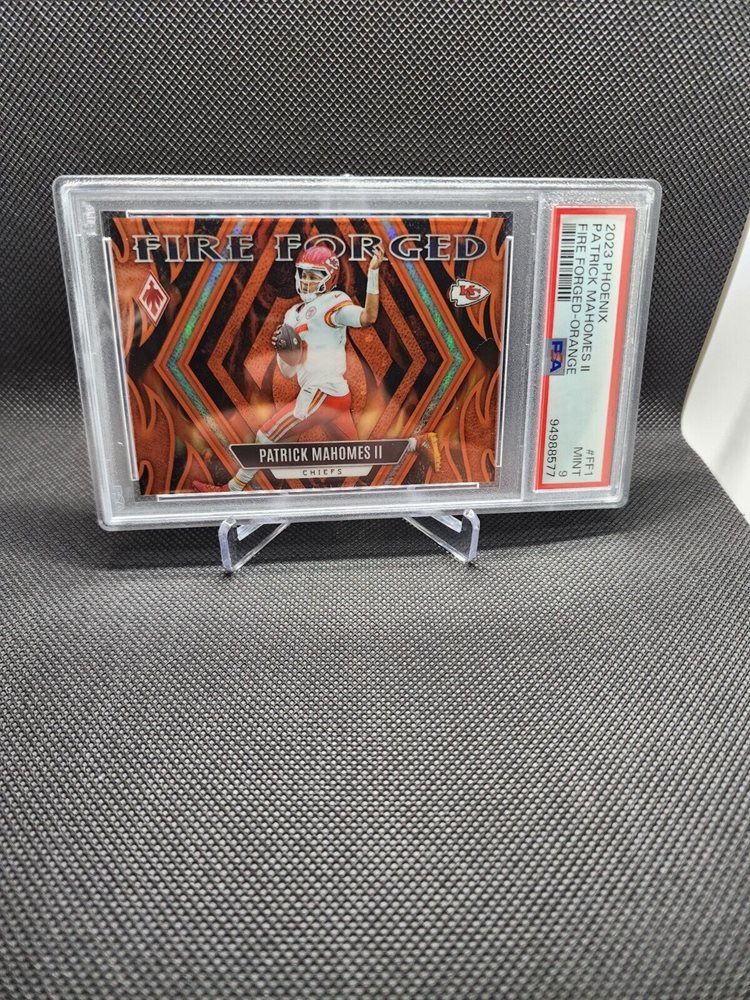 FIRE FORGED
KC
PATRICK MAHOMES II
CHIEFS
2023 PHOENIX
PATRICK MAHOMES II
FIRE FORGED-ORANGE
#FF1
MINT
9
PSA
94988577